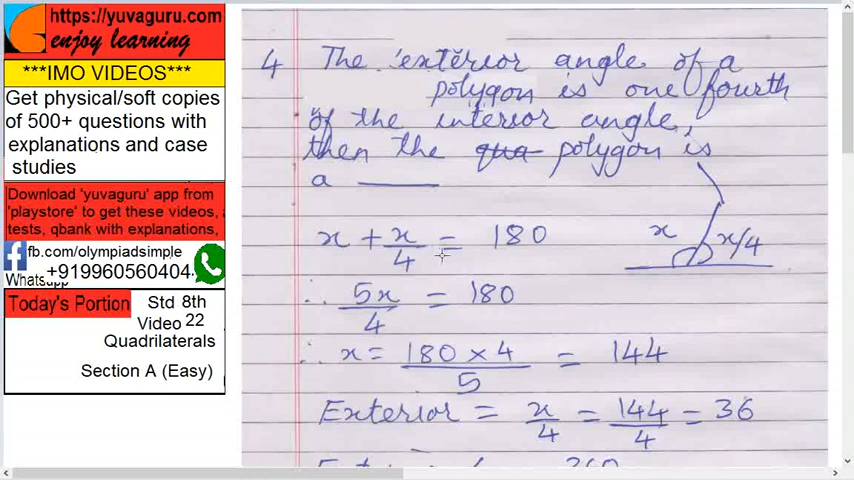 https://yuvaguru.com
enjoy learning
***IMO VIDEOS***
Get physical/soft copies
of 500+ questions with
explanations and case
studies
Download 'yuvaguru' app from
'playstore' to get these videos,
tests, qbank with explanations,
fb.com/olympiadsimple
+919960560404
Whatsapp
Today's Portion
Std 8th
Video 22
Quadrilaterals
Section A (Easy)
4 The exterior angle of a
polygon is one fourth
of the interior angle,
then the qua polygon is
a ______
x + x/4 = 180
x x/4
∴ 5x/4 = 180
∴ x = 180 × 4 / 5 = 144
Exterior = x/4 = 144/4 = 36